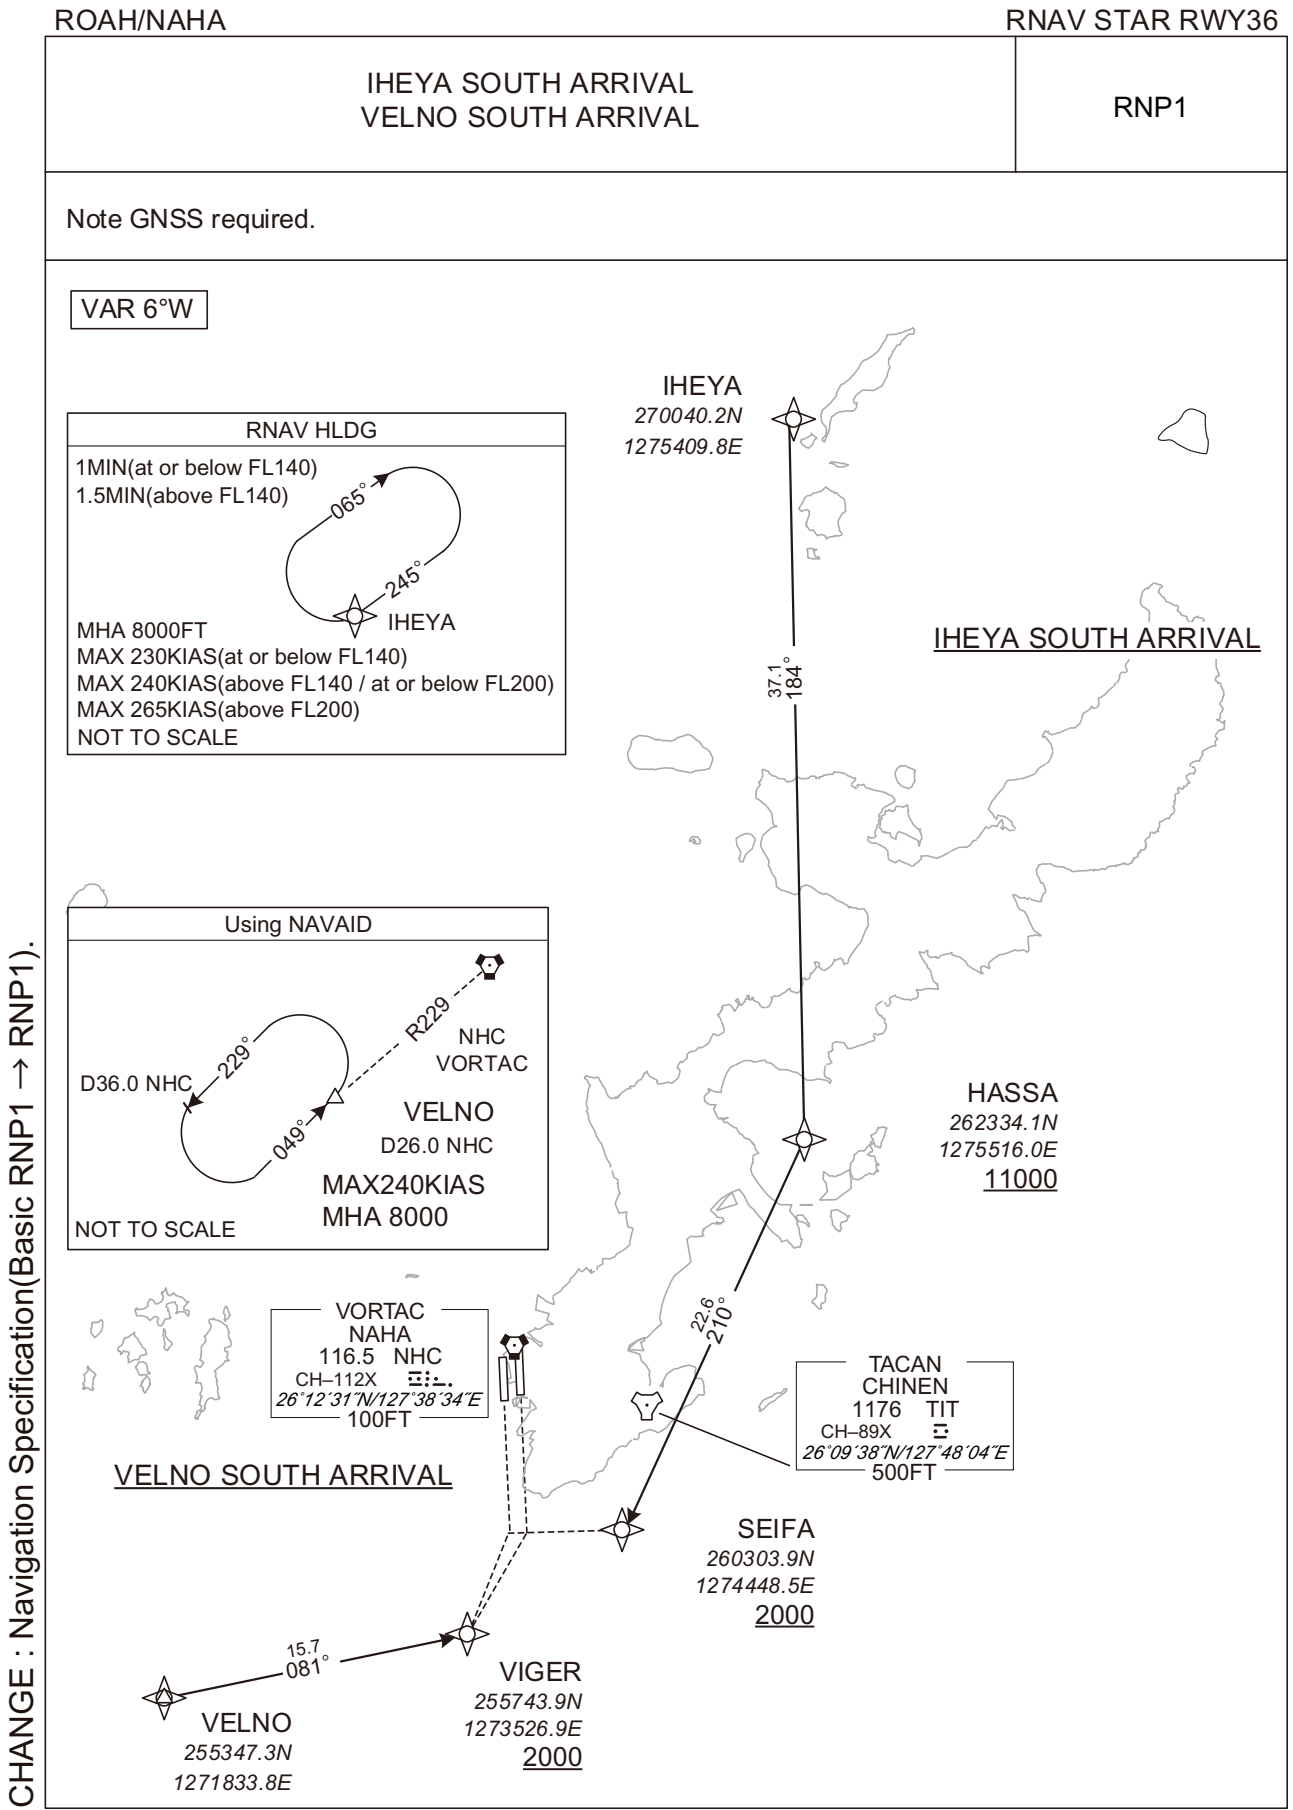 ROAH/NAHA
RNAV STAR RWY36
IHEYA SOUTH ARRIVAL
VELNO SOUTH ARRIVAL
RNP1
Note GNSS required.
VAR 6°W
IHEYA
270040.2N
1275409.8E
RNAV HLDG
1MIN(at or below FL140)
1.5MIN(above FL140)
065°
245°
IHEYA
MHA 8000FT
MAX 230KIAS(at or below FL140)
MAX 240KIAS(above FL140 / at or below FL200)
MAX 265KIAS(above FL200)
NOT TO SCALE
IHEYA SOUTH ARRIVAL
37.1
184°
Using NAVAID
R229
NHC
VORTAC
229°
D36.0 NHC
049°
VELNO
D26.0 NHC
MAX240KIAS
MHA 8000
NOT TO SCALE
HASSA
262334.1N
1275516.0E
11000
22.6
210°
VORTAC
NAHA
116.5 NHC
CH–112X
26°12′31″N/127°38′34″E
100FT
TACAN
CHINEN
1176 TIT
CH–89X
26°09′38″N/127°48′04″E
500FT
VELNO SOUTH ARRIVAL
SEIFA
260303.9N
1274448.5E
2000
15.7
081°
VIGER
255743.9N
1273526.9E
2000
VELNO
255347.3N
1271833.8E
CHANGE : Navigation Specification(Basic RNP1 → RNP1).